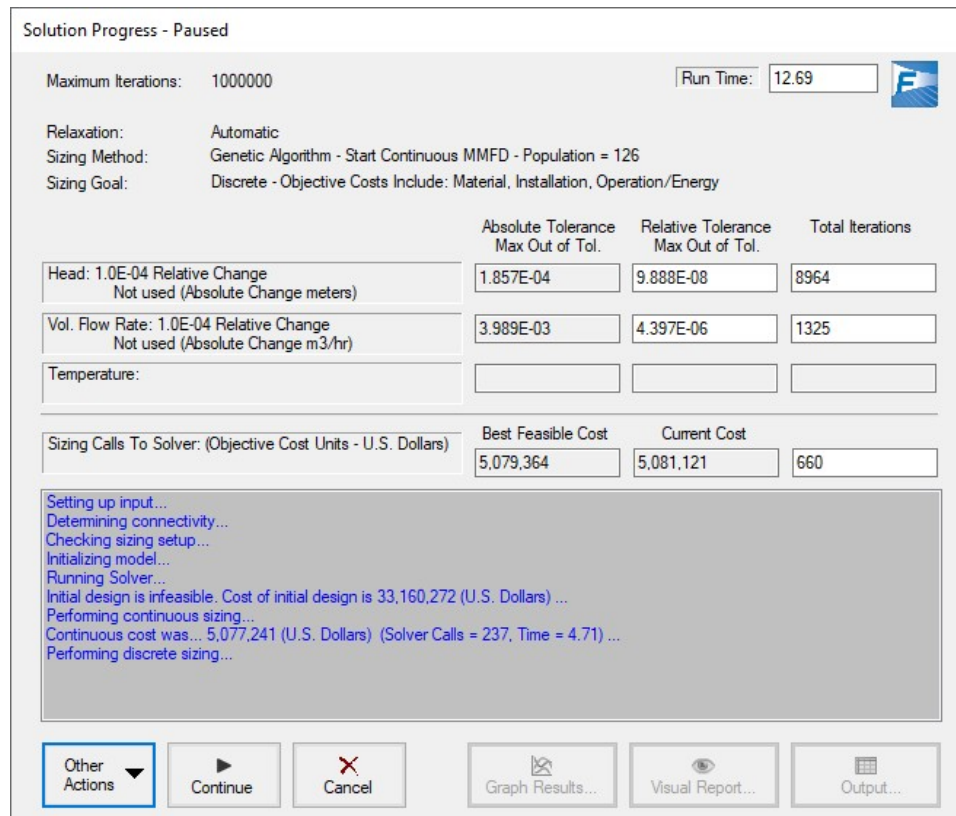 Solution Progress - Paused
Maximum Iterations: 1000000
Run Time: 12.69
F
Relaxation: Automatic
Sizing Method: Genetic Algorithm - Start Continuous MMFD - Population = 126
Sizing Goal: Discrete - Objective Costs Include: Material, Installation, Operation/Energy
Absolute Tolerance Relative Tolerance Total Iterations
Max Out of Tol. Max Out of Tol.
Head: 1.0E-04 Relative Change 1.857E-04 9.888E-08 8964
Not used (Absolute Change meters)
Vol. Flow Rate: 1.0E-04 Relative Change 3.989E-03 4.397E-06 1325
Not used (Absolute Change m3/hr)
Temperature:
Best Feasible Cost Current Cost
Sizing Calls To Solver: (Objective Cost Units - U.S. Dollars) 5,079,364 5,081,121 660
Setting up input...
Determining connectivity...
Checking sizing setup...
Initializing model...
Running Solver...
Initial design is infeasible. Cost of initial design is 33,160,272 (U.S. Dollars) ...
Performing continuous sizing...
Continuous cost was... 5,077,241 (U.S. Dollars) (Solver Calls = 237, Time = 4.71) ...
Performing discrete sizing...
Other Actions Continue Cancel Graph Results... Visual Report... Output...